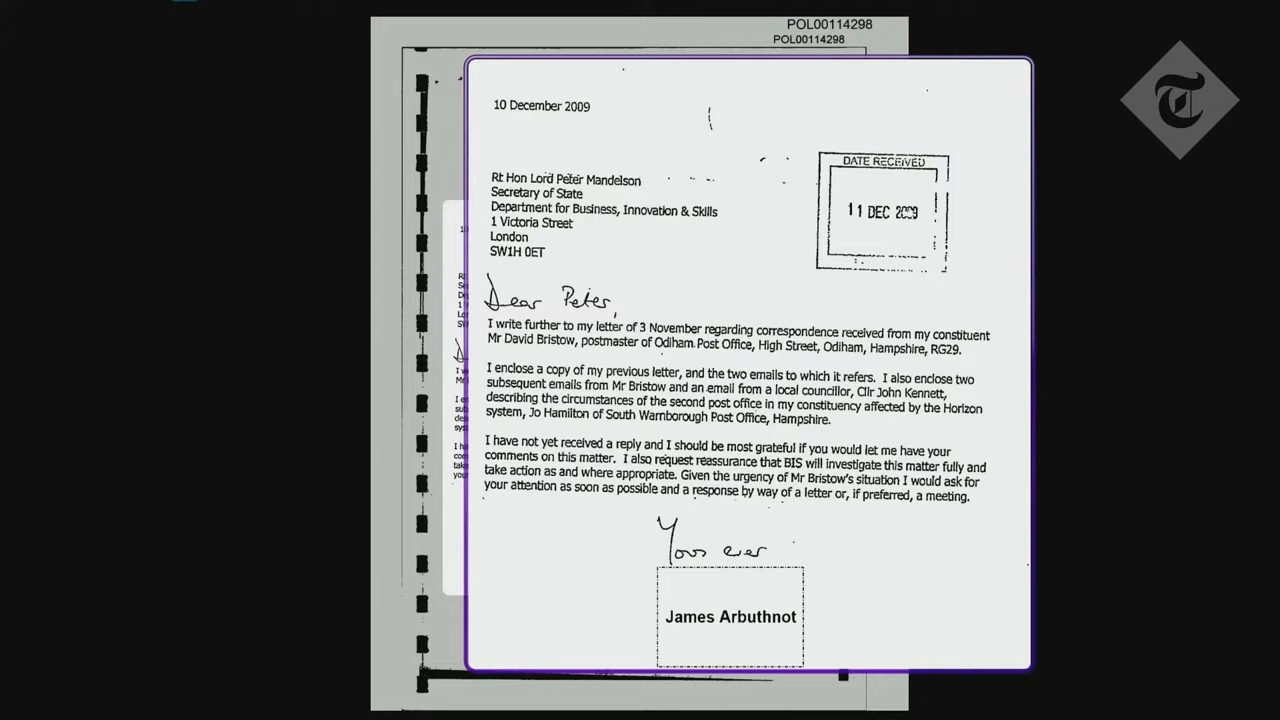 POL00114298
POL00114298
10 December 2009
DATE RECEIVED
11 DEC 2009
Rt Hon Lord Peter Mandelson
Secretary of State
Department for Business, Innovation & Skills
1 Victoria Street
London
SW1H 0ET
Dear Peter,
I write further to my letter of 3 November regarding correspondence received from my constituent
Mr David Bristow, postmaster of Odiham Post Office, High Street, Odiham, Hampshire, RG29.
I enclose a copy of my previous letter, and the two emails to which it refers. I also enclose two
subsequent emails from Mr Bristow and an email from a local councillor, Cllr John Kennett,
describing the circumstances of the second post office in my constituency affected by the Horizon
system, Jo Hamilton of South Warnborough Post Office, Hampshire.
I have not yet received a reply and I should be most grateful if you would let me have your
comments on this matter. I also request reassurance that BIS will investigate this matter fully and
take action as and where appropriate. Given the urgency of Mr Bristow's situation I would ask for
your attention as soon as possible and a response by way of a letter or, if preferred, a meeting.
Yours ever
James Arbuthnot
T